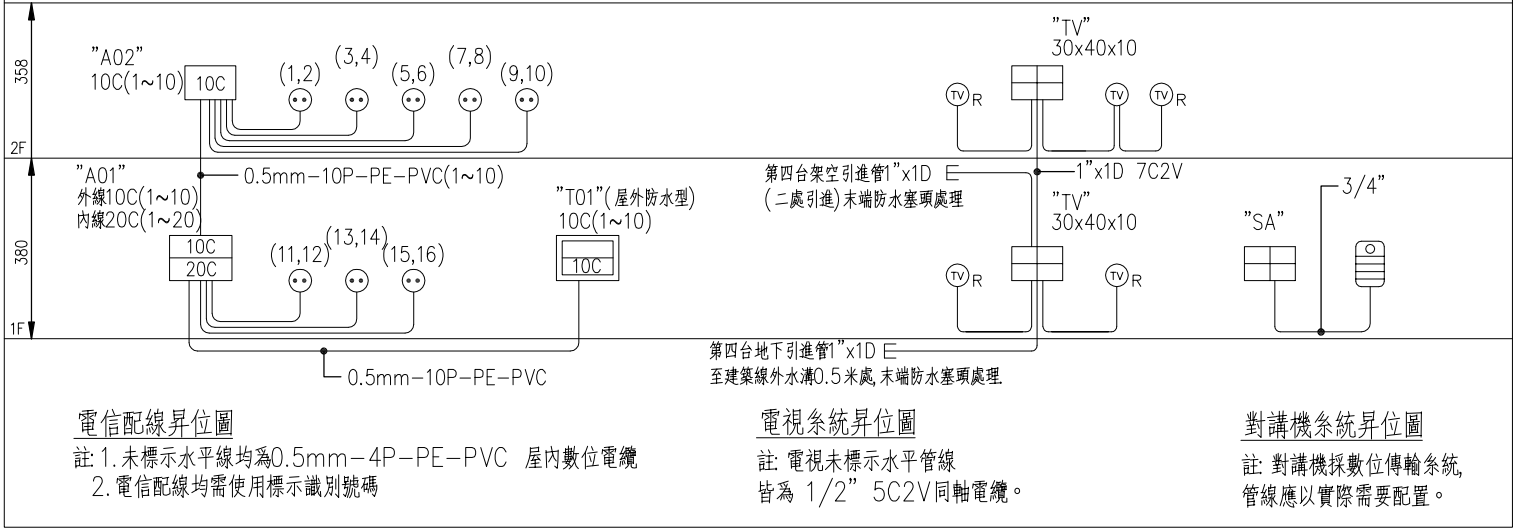 358
2F
380
1F
"A02"
10C(1~10)
10C
(1,2)
(3,4)
(5,6)
(7,8)
(9,10)
0.5mm-10P-PE-PVC(1~10)
"A01"
外線10C(1~10)
內線20C(1~20)
10C
20C
(11,12)
(13,14)
(15,16)
"T01"(屋外防水型)
10C(1~10)
10C
0.5mm-10P-PE-PVC
電信配線昇位圖
註: 1. 未標示水平線均為0.5mm-4P-PE-PVC 屋內數位電纜
2. 電信配線均需使用標示識別號碼
"TV"
30x40x10
TV R
TV
TV R
第四台架空引進管1"x1D
(二處引進)末端防水塞頭處理
1"x1D 7C2V
"TV"
30x40x10
TV R
TV R
第四台地下引進管1"x1D
至建築線外水溝0.5米處,末端防水塞頭處理.
電視系統昇位圖
註: 電視未標示水平管線
皆為 1/2" 5C2V同軸電纜。
3/4"
"SA"
對講機系統昇位圖
註: 對講機採數位傳輸系統,
管線應以實際需要配置。